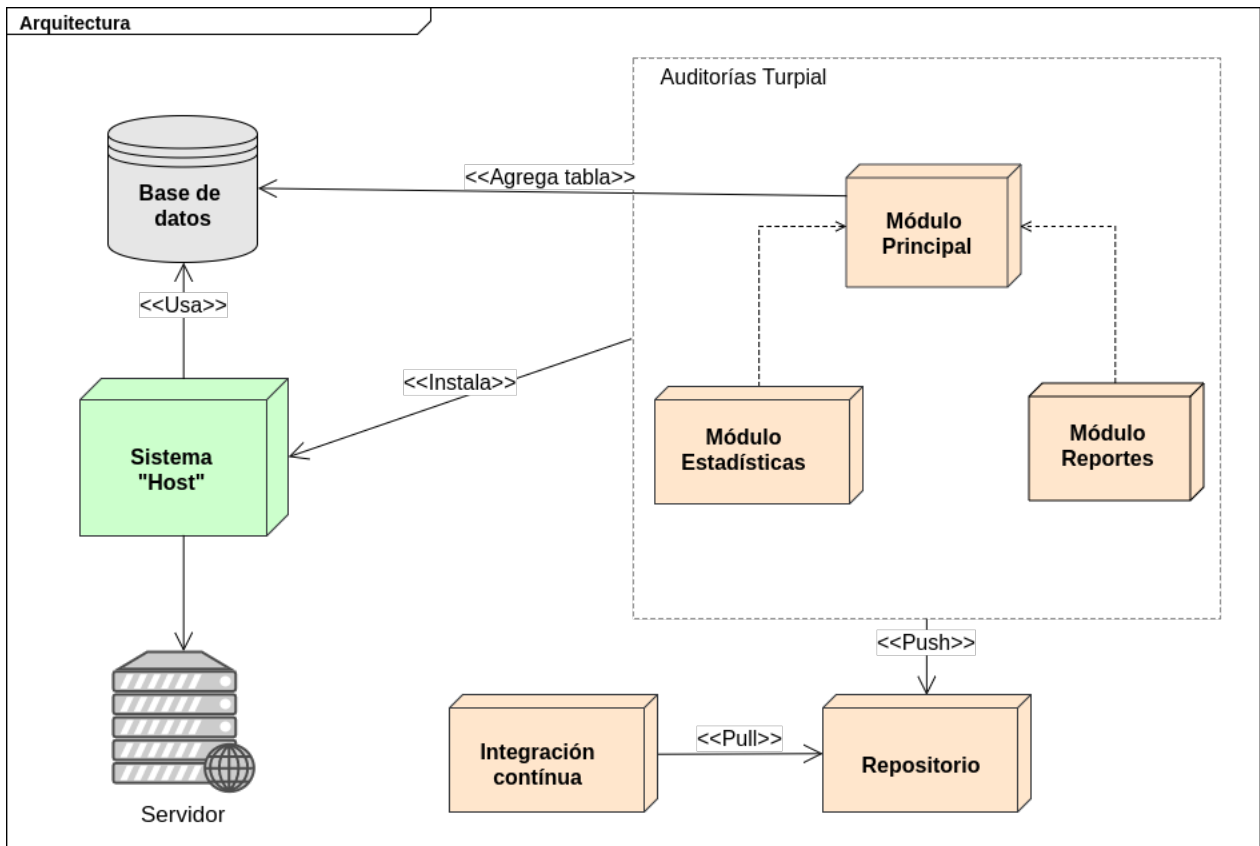 Arquitectura
Auditorías Turpial
Base de
datos
<<Agrega tabla>>
Módulo
Principal
<<Usa>>
<<Instala>>
Sistema
"Host"
Módulo
Estadísticas
Módulo
Reportes
<<Push>>
Integración
contínua
<<Pull>>
Repositorio
Servidor